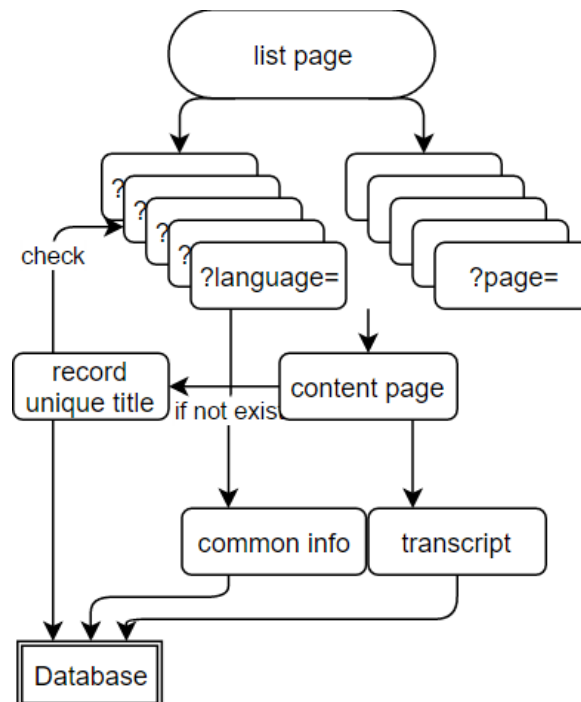 list page
?
?
?
?
?language=
?page=
check
record
unique title
if not exis
content page
common info
transcript
Database